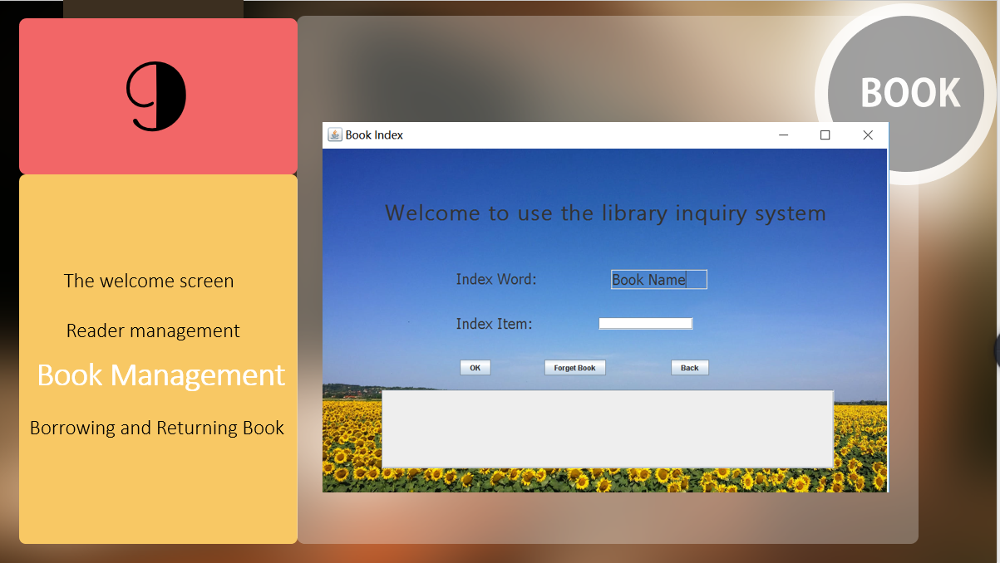 9
The welcome screen
Reader management
Book Management
Borrowing and Returning Book
BOOK
Book Index
Welcome to use the library inquiry system
Index Word: Book Name
Index Item:
OK Forget Book Back